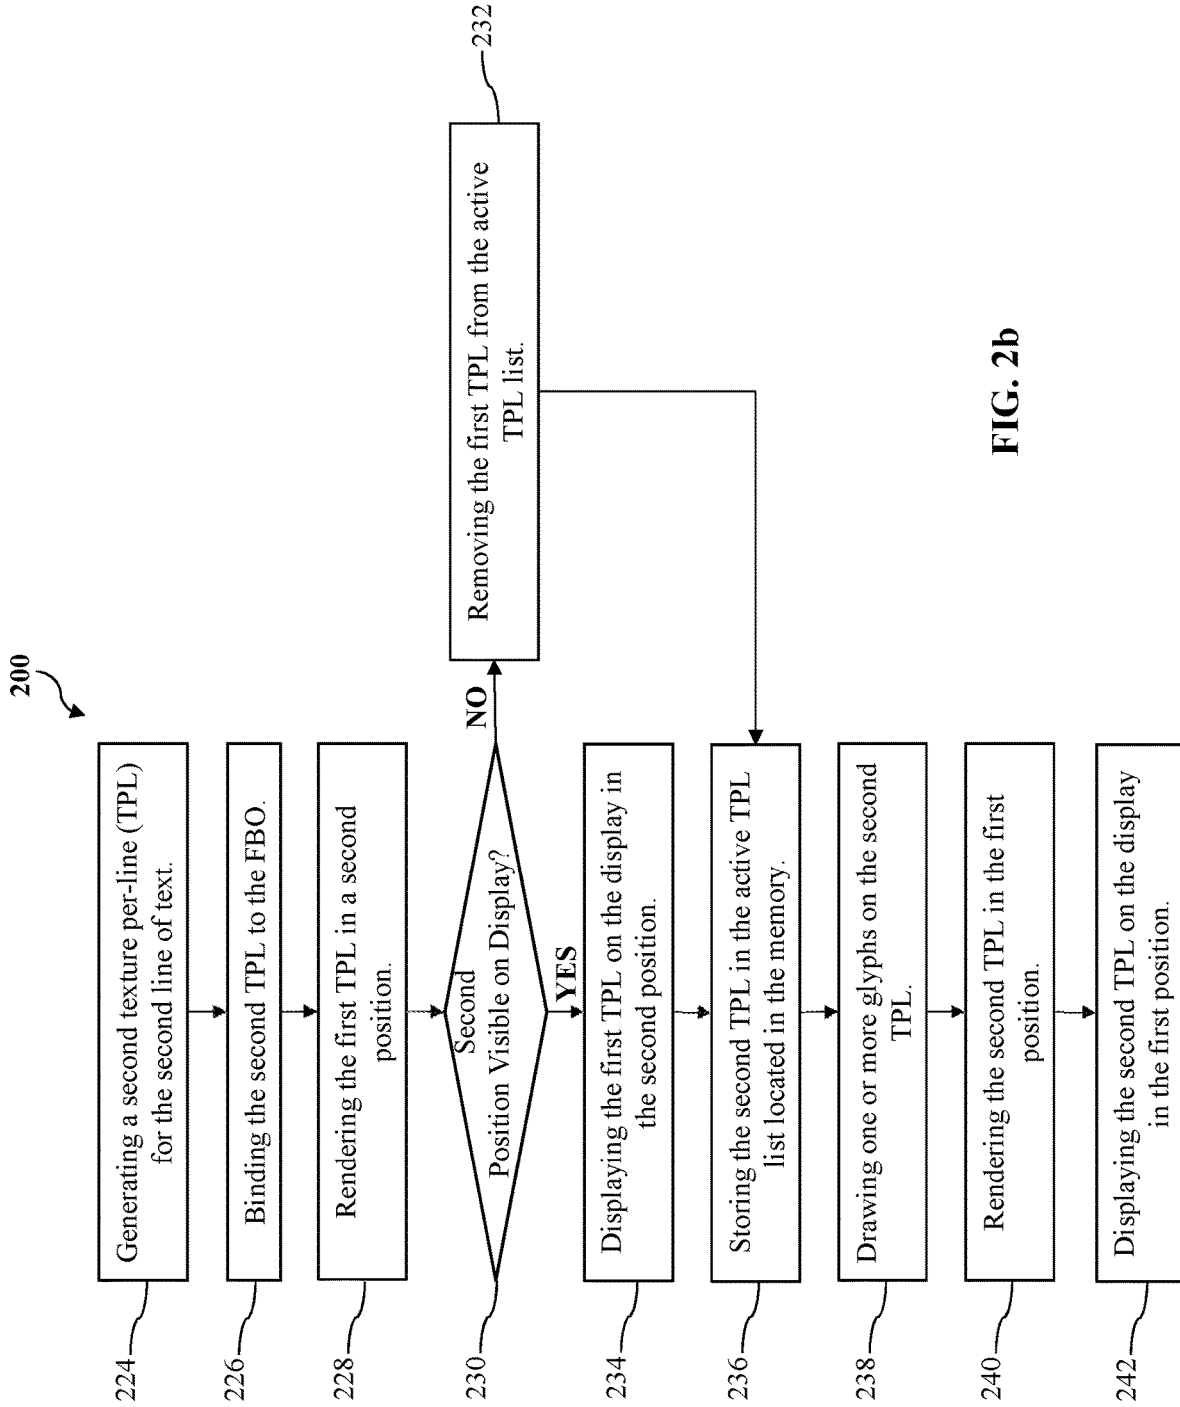 200
224
Generating a second texture per-line (TPL)
for the second line of text.
226
Binding the second TPL to the FBO.
228
Rendering the first TPL in a second
position.
230
Second
Position Visible on Display?
NO
232
Removing the first TPL from the active
TPL list.
YES
234
Displaying the first TPL on the display in
the second position.
236
Storing the second TPL in the active TPL
list located in the memory.
238
Drawing one or more glyphs on the second
TPL.
240
Rendering the second TPL in the first
position.
242
Displaying the second TPL on the display
in the first position.
FIG. 2b